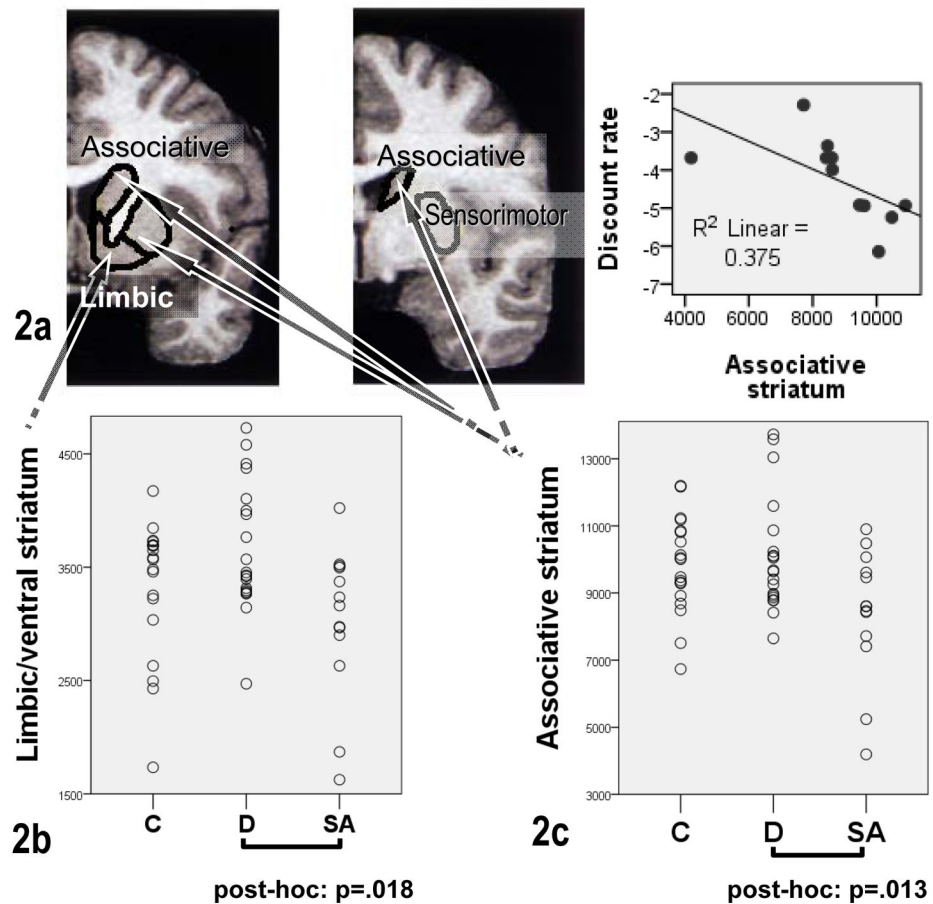 Associative
Limbic
2a
Associative
Sensorimotor
Discount rate
-2
-3
-4
-5
-6
-7
R² Linear =
0.375
4000 6000 8000 10000
Associative
striatum
Limbic/ventral striatum
4500
3500
2500
1500
C D SA
2b
post-hoc: p=.018
Associative striatum
13000
11000
9000
7000
5000
3000
C D SA
2c
post-hoc: p=.013